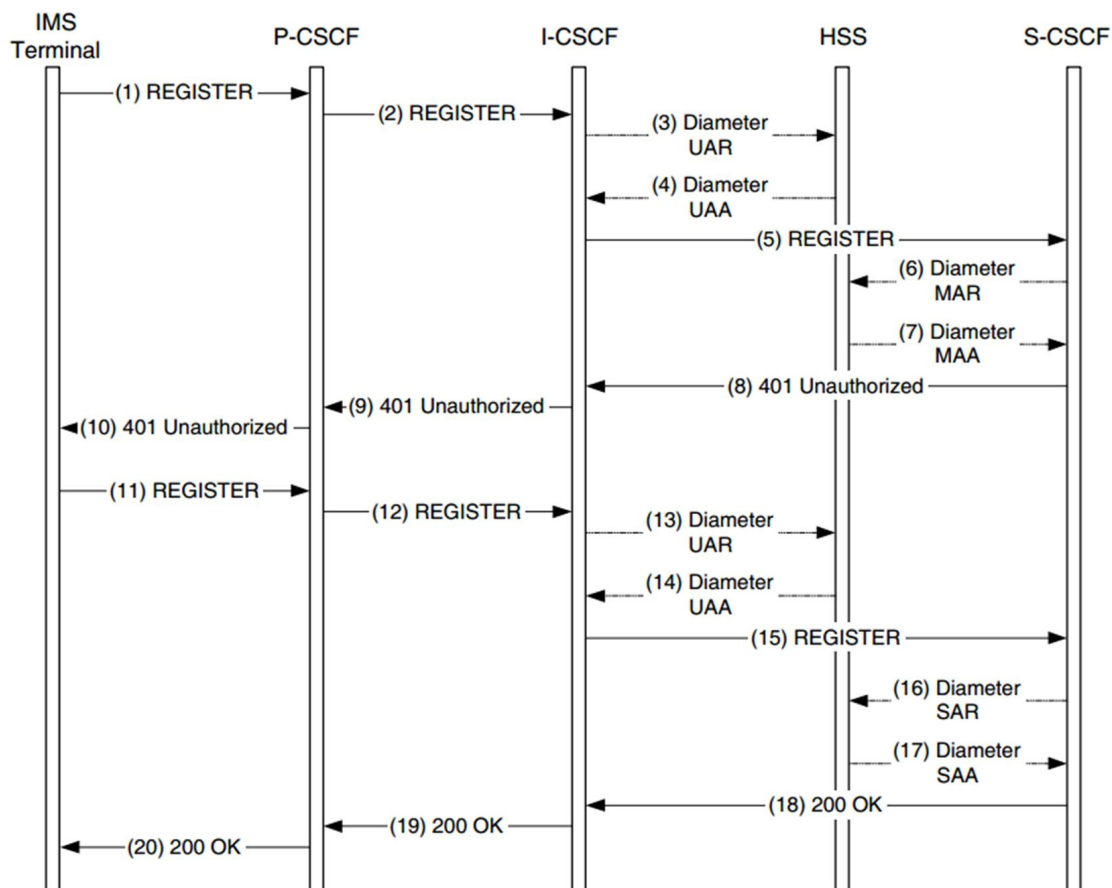 IMS
Terminal
P-CSCF
I-CSCF
HSS
S-CSCF
(1) REGISTER
(2) REGISTER
(3) Diameter
UAR
(4) Diameter
UAA
(5) REGISTER
(6) Diameter
MAR
(7) Diameter
MAA
(8) 401 Unauthorized
(9) 401 Unauthorized
(10) 401 Unauthorized
(11) REGISTER
(12) REGISTER
(13) Diameter
UAR
(14) Diameter
UAA
(15) REGISTER
(16) Diameter
SAR
(17) Diameter
SAA
(18) 200 OK
(19) 200 OK
(20) 200 OK